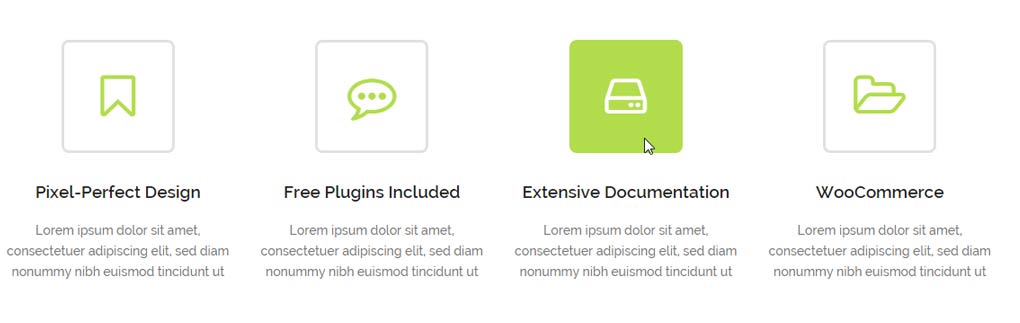 Pixel-Perfect Design
Lorem ipsum dolor sit amet,
consectetuer adipiscing elit, sed diam
nonummy nibh euismod tincidunt ut
Free Plugins Included
Lorem ipsum dolor sit amet,
consectetuer adipiscing elit, sed diam
nonummy nibh euismod tincidunt ut
Extensive Documentation
Lorem ipsum dolor sit amet,
consectetuer adipiscing elit, sed diam
nonummy nibh euismod tincidunt ut
WooCommerce
Lorem ipsum dolor sit amet,
consectetuer adipiscing elit, sed diam
nonummy nibh euismod tincidunt ut